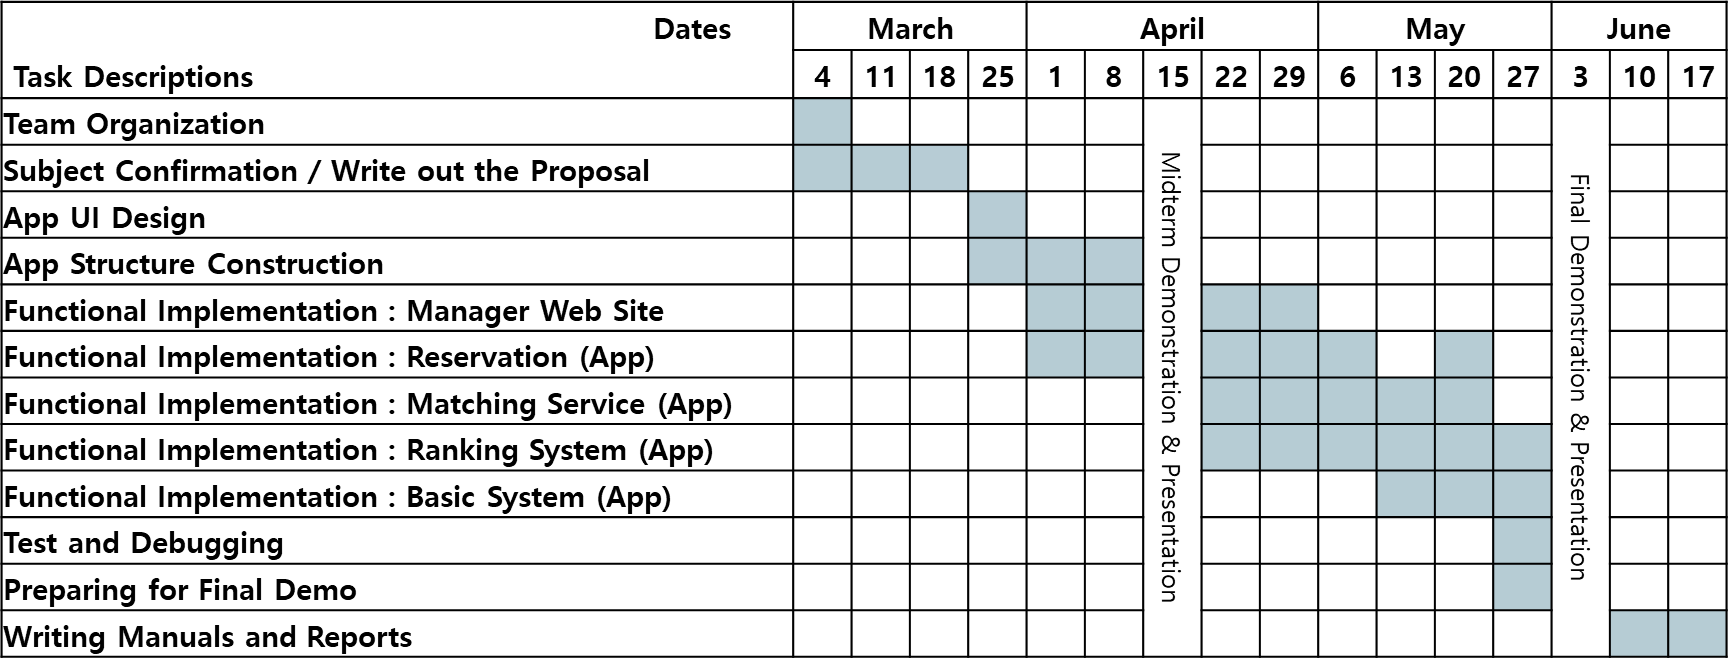 Dates
March April May June
Task Descriptions
4 11 18 25 1 8 15 22 29 6 13 20 27 3 10 17
Team Organization
Subject Confirmation / Write out the Proposal
App UI Design
App Structure Construction
Functional Implementation : Manager Web Site
Functional Implementation : Reservation (App)
Functional Implementation : Matching Service (App)
Functional Implementation : Ranking System (App)
Functional Implementation : Basic System (App)
Test and Debugging
Preparing for Final Demo
Writing Manuals and Reports
Midterm Demonstration & Presentation
Final Demonstration & Presentation